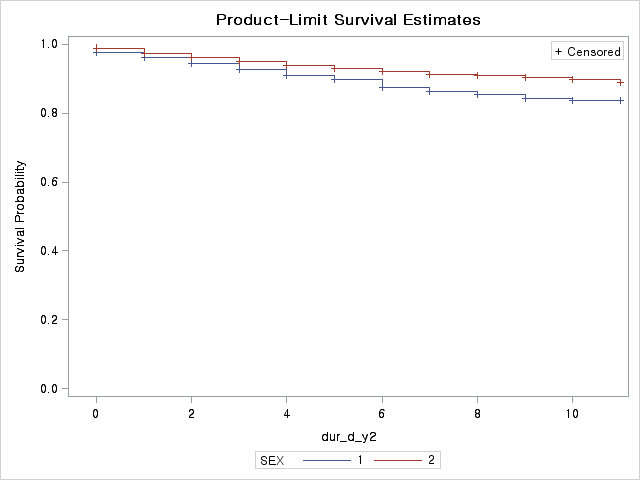 Product-Limit Survival Estimates
+ Censored
Survival Probability
1.0
0.8
0.6
0.4
0.2
0.0
0 2 4 6 8 10
dur_d_y2
SEX 1 2